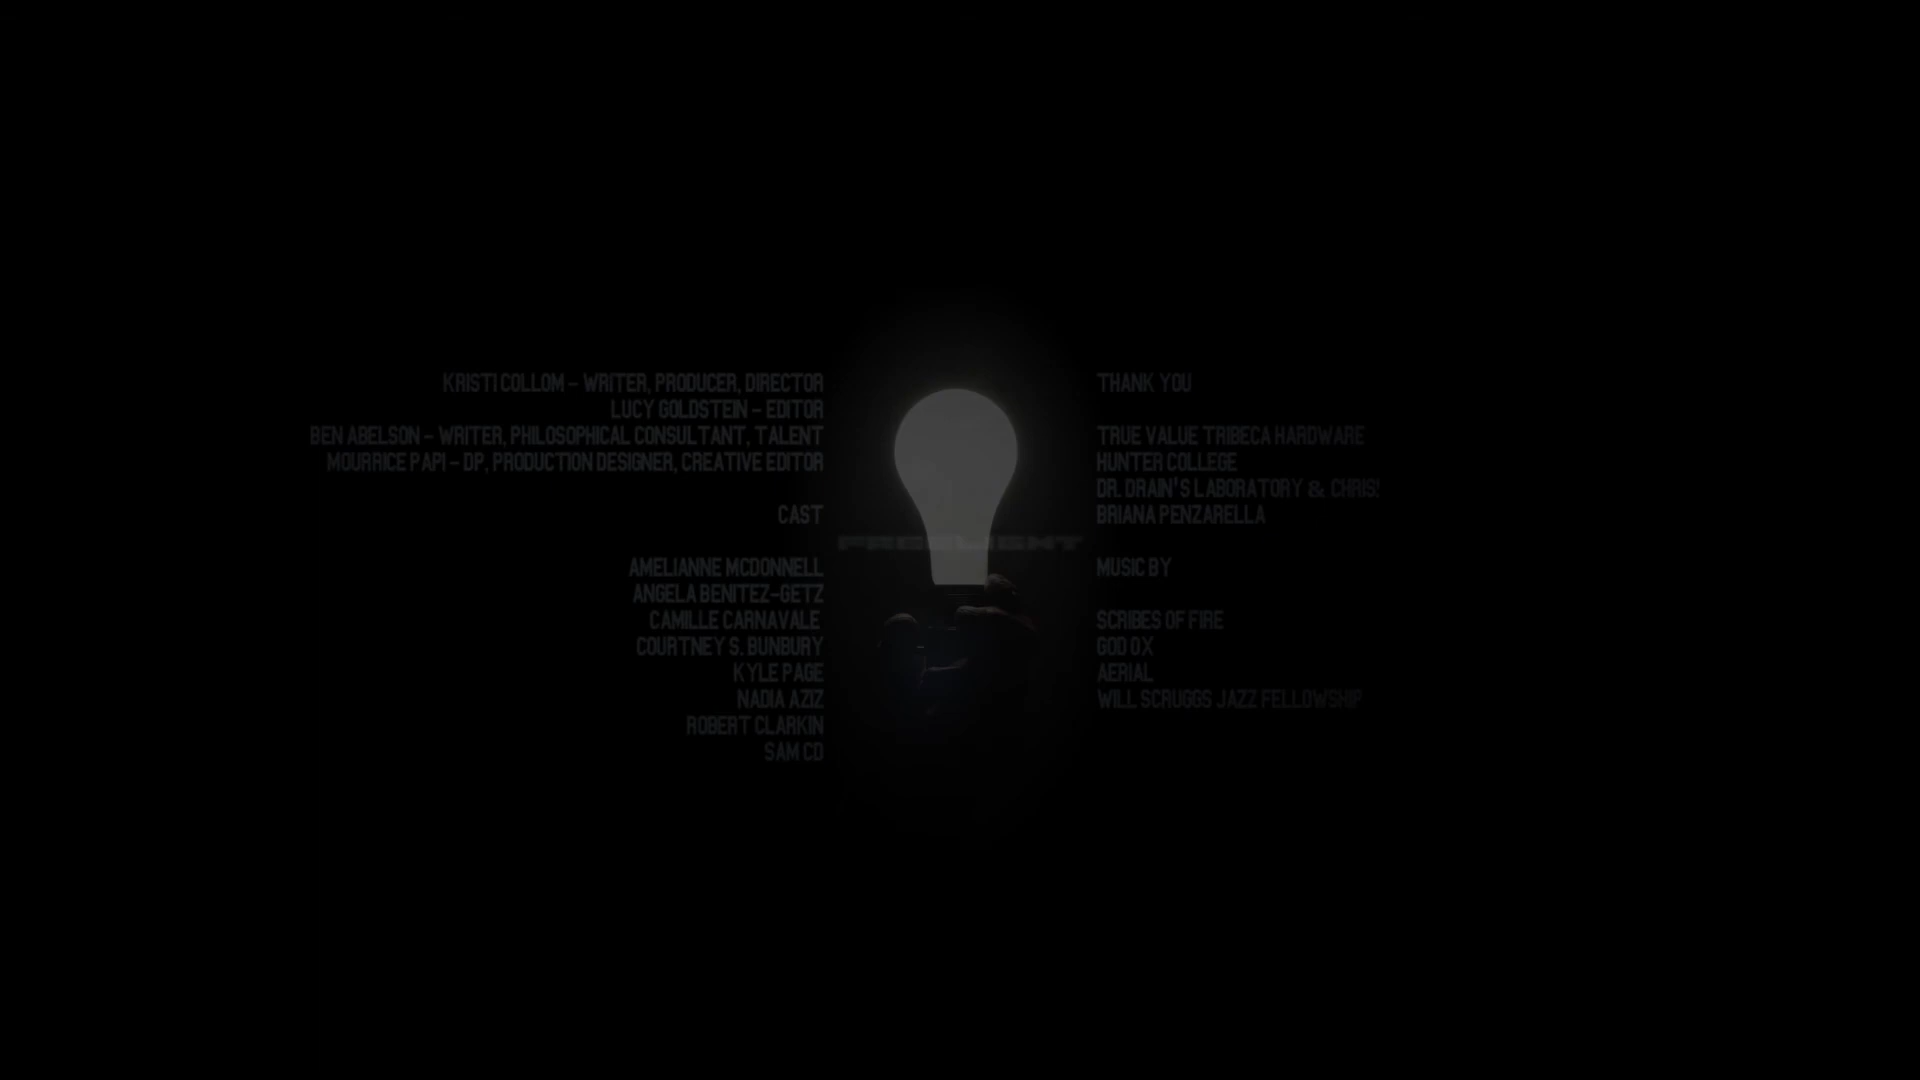 KRISTI COLLOM - WRITER, PRODUCER, DIRECTOR
LUCY GOLDSTEIN - EDITOR
BEN ABELSON - WRITER, PHILOSOPHICAL CONSULTANT, TALENT
MOURRICE PAPI - DP, PRODUCTION DESIGNER, CREATIVE EDITOR
CAST
AMELIANNE MCDONNELL
ANGELA BENITEZ-GETZ
CAMILLE CARNAVALE
COURTNEY S. BUNBURY
KYLE PAGE
NADIA AZIZ
ROBERT CLARKIN
SAM CD
THANK YOU
TRUE VALUE TRIBECA HARDWARE
HUNTER COLLEGE
DR. DRAIN'S LABORATORY &
BRIANA PENZARELLA
MUSIC BY
SCRIBES OF FIRE
GOD OX
AERIAL
WILL SCRUGGS JAZZ FELLOWSHIP